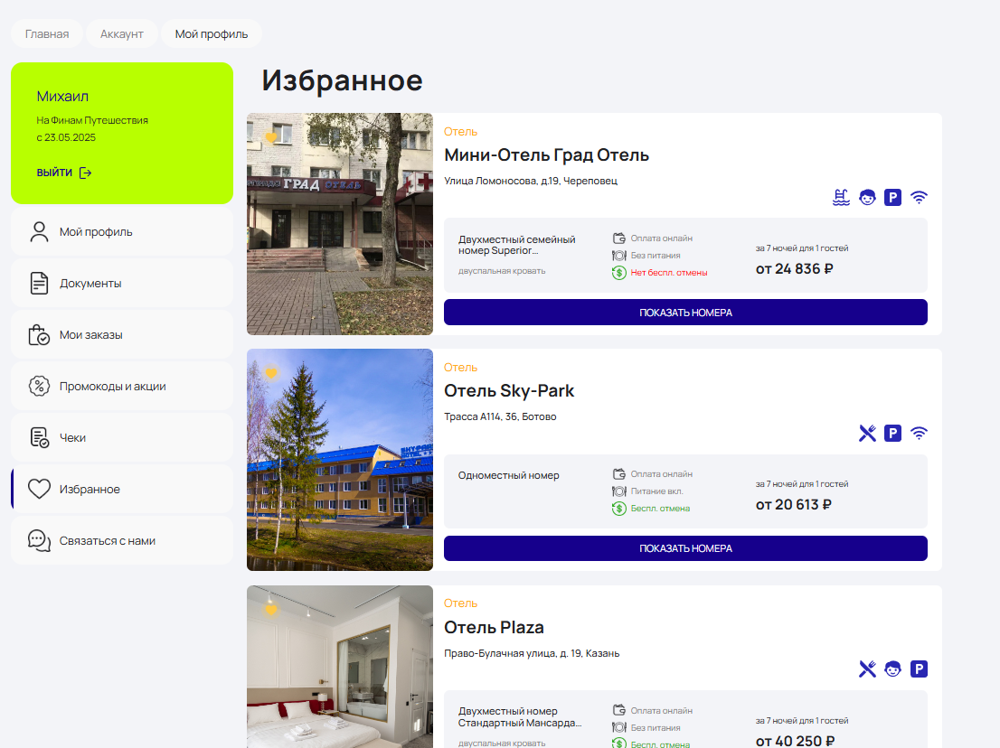 Главная
Аккаунт
Мой профиль
Михаил
На Финам Путешествия
с 23.05.2025
ВЫЙТИ
Мой профиль
Документы
Мои заказы
Промокоды и акции
Чеки
Избранное
Связаться с нами
Избранное
ГРАД ОТЕЛЬ
Отель
Мини-Отель Град Отель
Улица Ломоносова, д.19, Череповец
P
Двухместный семейный
номер Superior...
двуспальная кровать
Оплата онлайн
Без питания
Нет беспл. отмены
за 7 ночей для 1 гостей
от 24 836 ₽
ПОКАЗАТЬ НОМЕРА
Отель
Отель Sky-Park
Трасса А114, 36, Ботово
P
Одноместный номер
Оплата онлайн
Питание вкл.
Беспл. отмена
за 7 ночей для 1 гостей
от 20 613 ₽
ПОКАЗАТЬ НОМЕРА
Отель
Отель Plaza
Право-Булачная улица, д. 19, Казань
P
Двухместный номер
Стандартный Мансарда...
двуспальная кровать
Оплата онлайн
Без питания
Беспл. отмена
за 7 ночей для 1 гостей
от 40 250 ₽